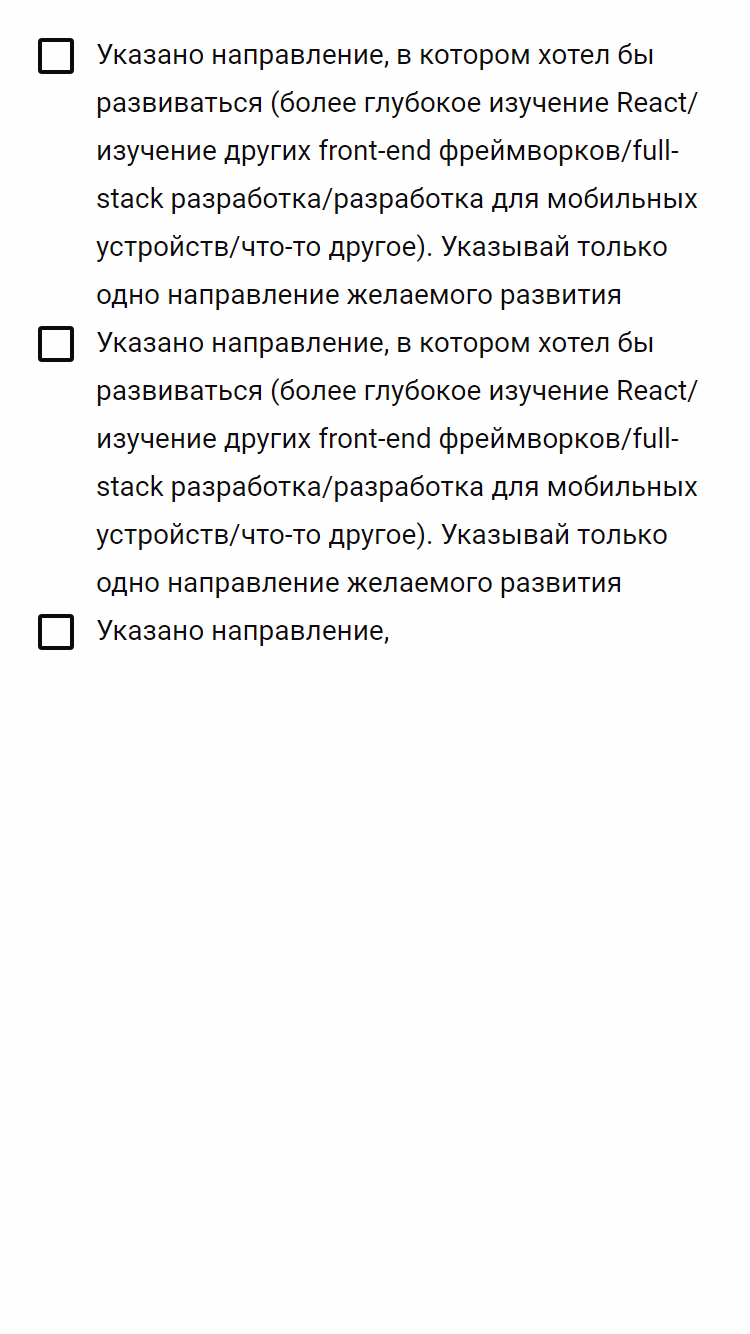 Указано направление, в котором хотел бы
развиваться (более глубокое изучение React/
изучение других front-end фреймворков/full-
stack разработка/разработка для мобильных
устройств/что-то другое). Указывай только
одно направление желаемого развития
Указано направление, в котором хотел бы
развиваться (более глубокое изучение React/
изучение других front-end фреймворков/full-
stack разработка/разработка для мобильных
устройств/что-то другое). Указывай только
одно направление желаемого развития
Указано направление,